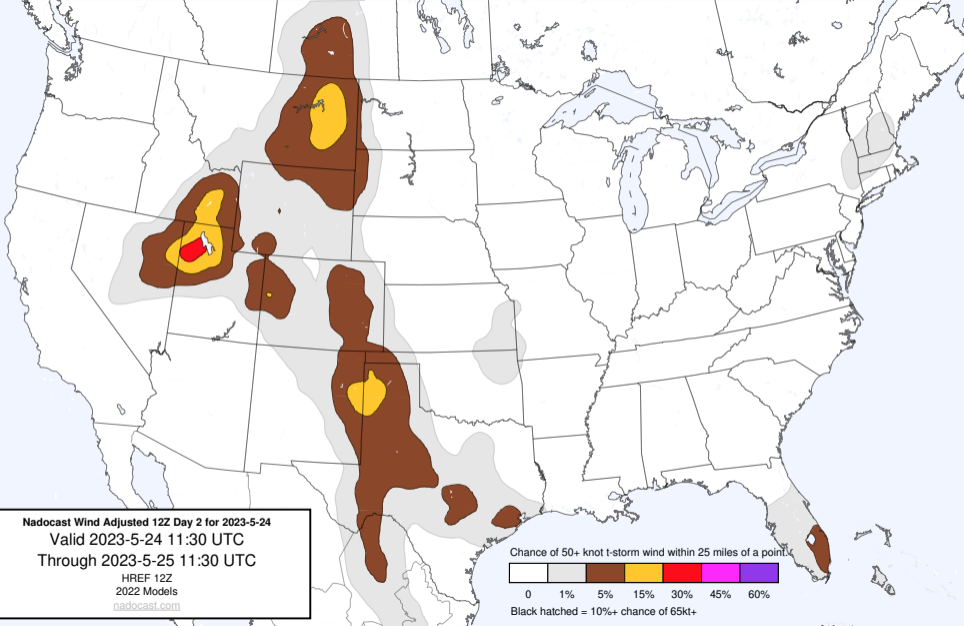 Nadocast Wind Adjusted 12Z Day 2 for 2023-5-24
Valid 2023-5-24 11:30 UTC
Through 2023-5-25 11:30 UTC
HREF 12Z
2022 Models
nadocast.com
Chance of 50+ knot t-storm wind within 25 miles of a point.
0 1% 5% 15% 30% 45% 60%
Black hatched = 10%+ chance of 65kt+